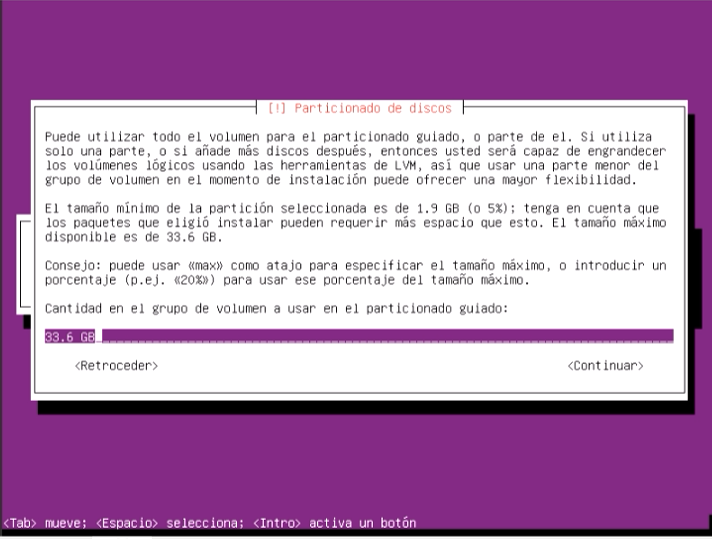 [!] Particionado de discos
Puede utilizar todo el volumen para el particionado guiado, o parte de el. Si utiliza
solo una parte, o si añade más discos después, entonces usted será capaz de engrandecer
los volúmenes lógicos usando las herramientas de LVM, así que usar una parte menor del
grupo de volumen en el momento de instalación puede ofrecer una mayor flexibilidad.
El tamaño mínimo de la partición seleccionada es de 1.9 GB (o 5%); tenga en cuenta que
los paquetes que eligió instalar pueden requerir más espacio que esto. El tamaño máximo
disponible es de 33.6 GB.
Consejo: puede usar «max» como atajo para especificar el tamaño máximo, o introducir un
porcentaje (p.ej. «20%») para usar ese porcentaje del tamaño máximo.
Cantidad en el grupo de volumen a usar en el particionado guiado:
33.6 GB
<Retroceder> <Continuar>
<Tab> mueve; <Espacio> selecciona; <Intro> activa un botón